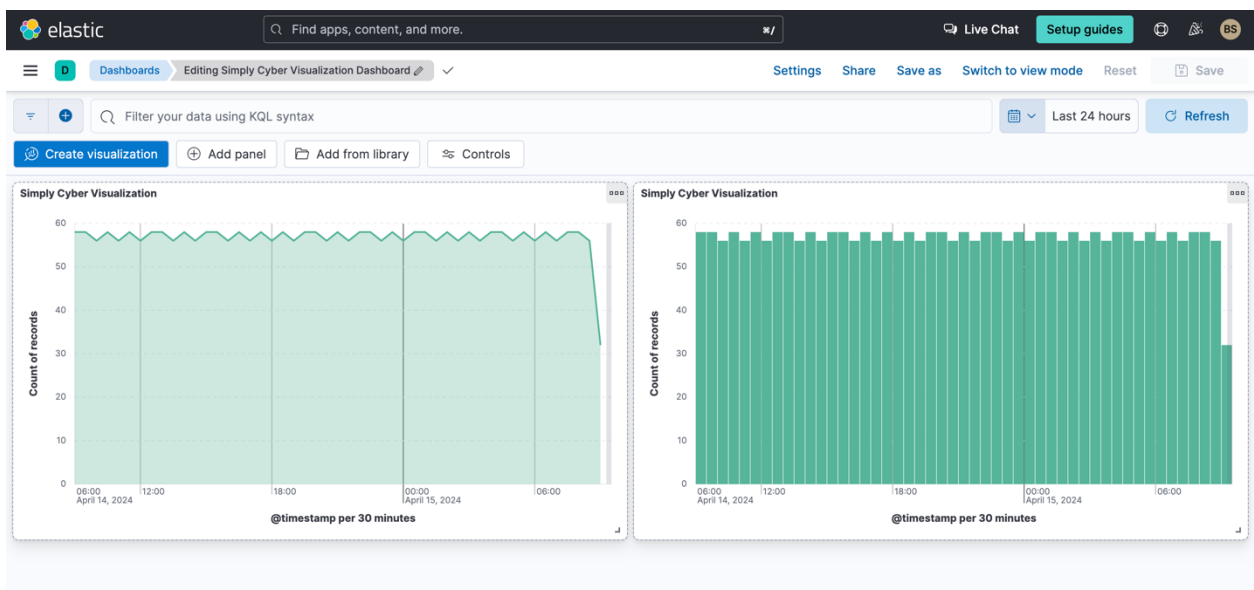 elastic
Find apps, content, and more.
⌘/
Live Chat
Setup guides
BS
D
Dashboards
Editing Simply Cyber Visualization Dashboard
Settings
Share
Save as
Switch to view mode
Reset
Save
Filter your data using KQL syntax
Last 24 hours
Refresh
Create visualization
Add panel
Add from library
Controls
Simply Cyber Visualization
60
50
40
30
20
10
0
Count of records
06:00
April 14, 2024
12:00
18:00
00:00
April 15, 2024
06:00
@timestamp per 30 minutes
Simply Cyber Visualization
60
50
40
30
20
10
0
Count of records
06:00
April 14, 2024
12:00
18:00
00:00
April 15, 2024
06:00
@timestamp per 30 minutes